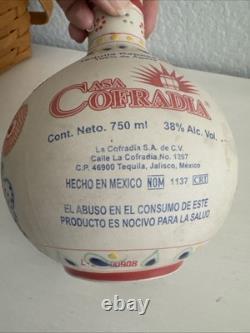 CASA
COFRADIA
Cont. Neto. 750 ml 38% Alc. Vol.
La Cofradía S.A. de C.V.
Calle La Cofradía No. 1297
C.P. 46900 Tequila, Jalisco, México
HECHO EN MEXICO NOM 1137 CRT
EL ABUSO EN EL CONSUMO DE ESTE
PRODUCTO ES NOCIVO PARA LA SALUD
ebay